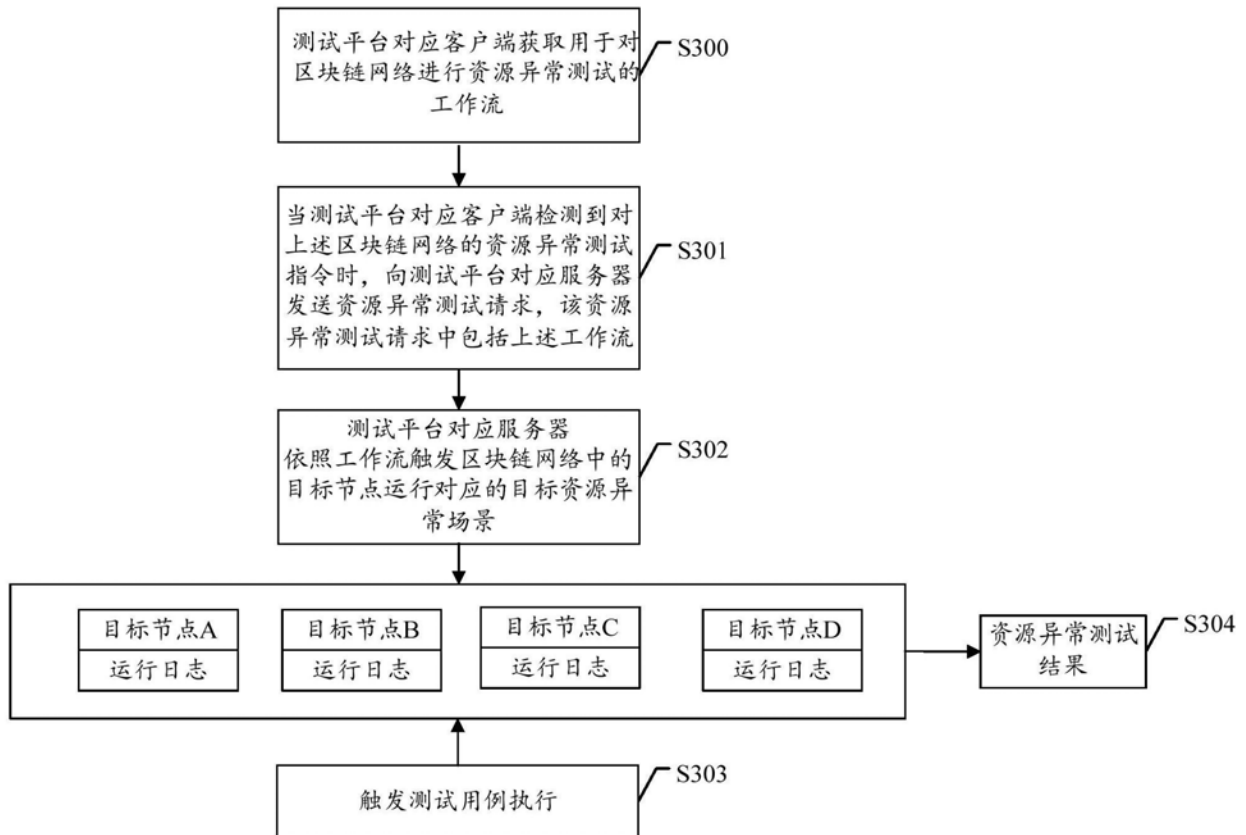 测试平台对应客户端获取用于对
区块链网络进行资源异常测试的
工作流
S300
当测试平台对应客户端检测到对
上述区块链网络的资源异常测试
指令时，向测试平台对应服务器
发送资源异常测试请求，该资源
异常测试请求中包括上述工作流
S301
测试平台对应服务器
依照工作流触发区块链网络中的
目标节点运行对应的目标资源异
常场景
S302
目标节点A
运行日志
目标节点B
运行日志
目标节点C
运行日志
目标节点D
运行日志
资源异常测试
结果
S304
触发测试用例执行
S303